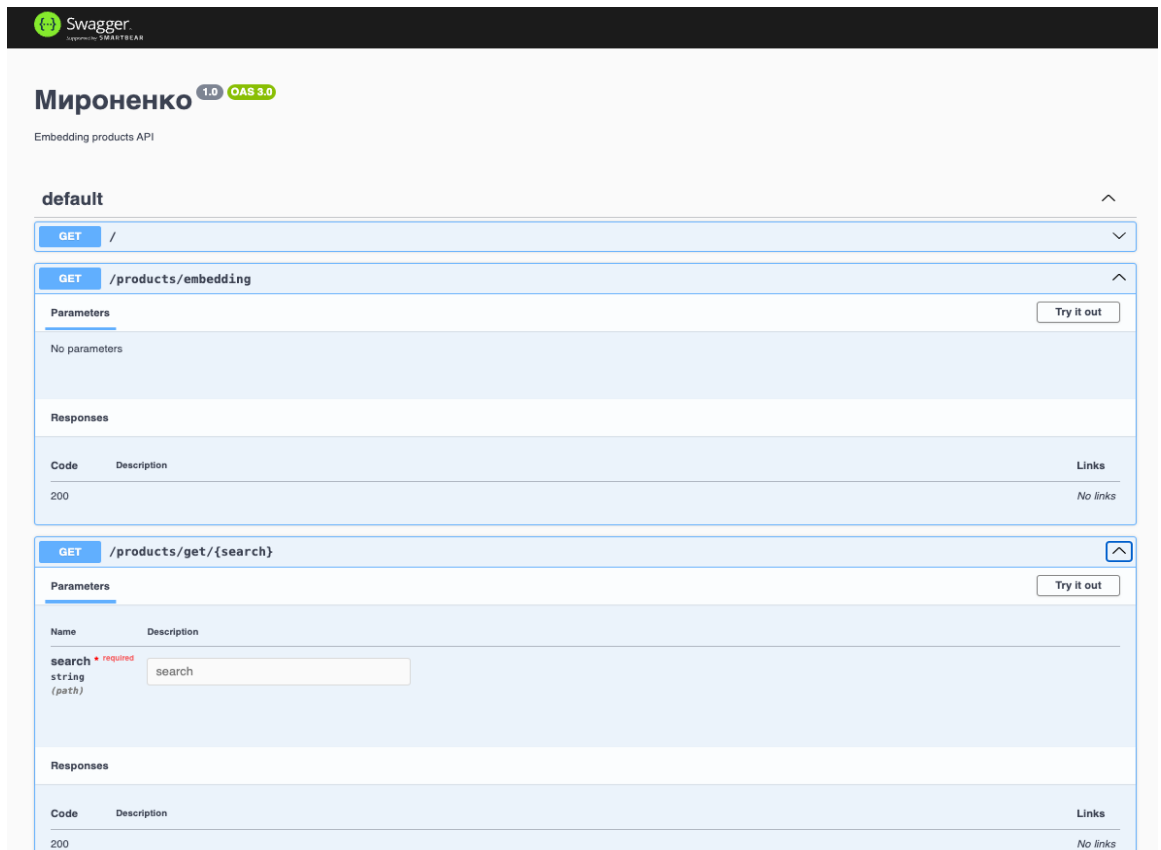 Swagger.
Supported by SMARTBEAR
Мироненко 1.0 OAS 3.0
Embedding products API
default
GET /
GET /products/embedding
Parameters
Try it out
No parameters
Responses
Code Description Links
200 No links
GET /products/get/{search}
Parameters
Try it out
Name Description
search * required
string
(path)
search
Responses
Code Description Links
200 No links